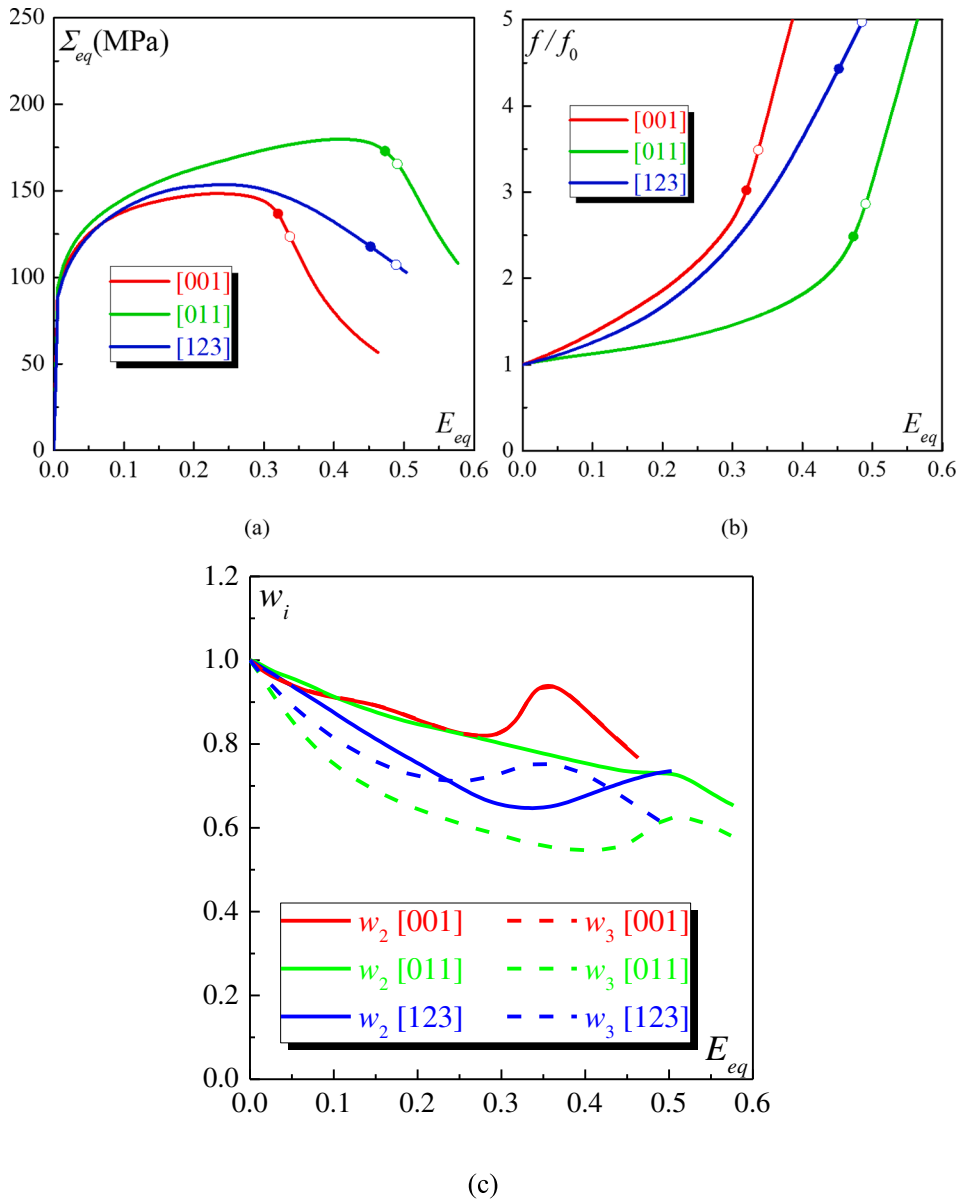 250
200
150
100
50
0
Σeq(MPa)
[001]
[011]
[123]
Eeq
0.0 0.1 0.2 0.3 0.4 0.5 0.6
(a)
5
4
3
2
1
0
f/f0
[001]
[011]
[123]
Eeq
0.0 0.1 0.2 0.3 0.4 0.5 0.6
(b)
1.2
1.0
0.8
0.6
0.4
0.2
0.0
wi
w2 [001] w3 [001]
w2 [011] w3 [011]
w2 [123] w3 [123]
Eeq
0.0 0.1 0.2 0.3 0.4 0.5 0.6
(c)